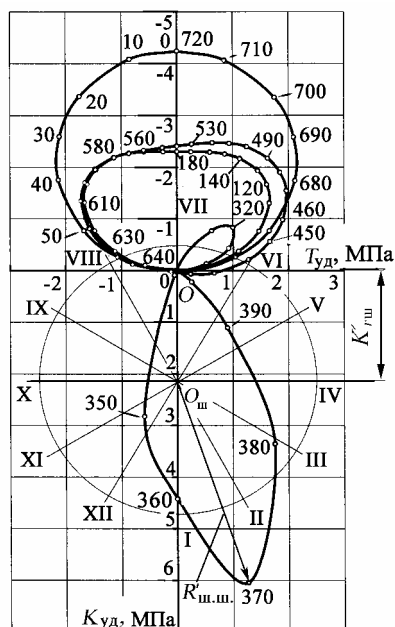 -5
10 0 720
710
-4
20 700
30 -3 530
690
580 560 490
40 180
-2 140 680
120
610 VII 320 460
50 -1 450
630 640 VI T уд, МПа
VIII
-2 -1 0 O 1 2 3
IX 1 390 V K′rш
2
X Oш IV
350 3 380
XI III
4
360 XII II
5 I
6 R′ш.ш. 370
Kуд, МПа